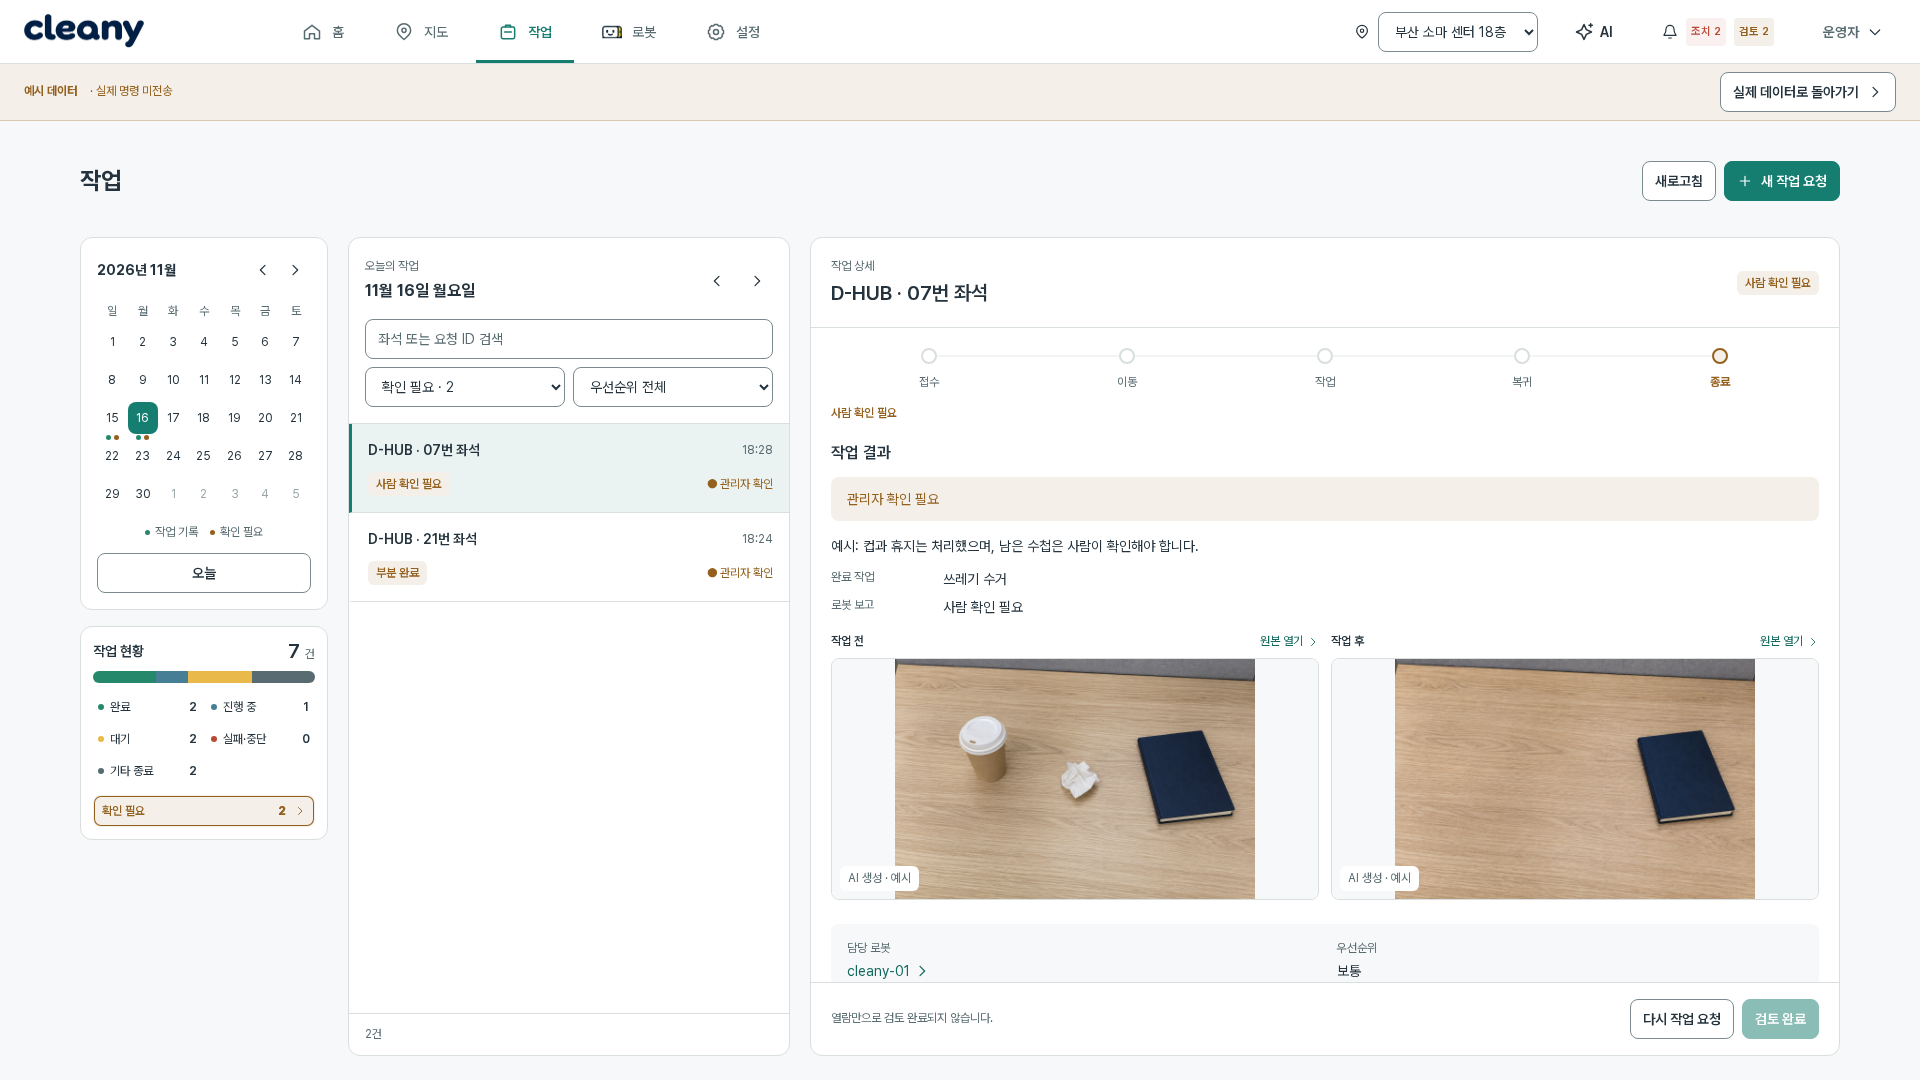 cleany
홈
지도
작업
로봇
설정
부산 소마 센터 18층
AI
조치 2
검토 2
운영자
예시 데이터 · 실제 명령 미전송
실제 데이터로 돌아가기
작업
새로고침
새 작업 요청
2026년 11월
일 월 화 수 목 금 토
1 2 3 4 5 6 7
8 9 10 11 12 13 14
15 16 17 18 19 20 21
22 23 24 25 26 27 28
29 30 1 2 3 4 5
작업 기록 확인 필요
오늘
작업 현황 7 건
완료 2 진행 중 1
대기 2 실패·중단 0
기타 종료 2
확인 필요 2
오늘의 작업
11월 16일 월요일
좌석 또는 요청 ID 검색
확인 필요 · 2
우선순위 전체
D-HUB · 07번 좌석 18:28
사람 확인 필요 관리자 확인
D-HUB · 21번 좌석 18:24
부분 완료 관리자 확인
2건
작업 상세
D-HUB · 07번 좌석
사람 확인 필요
접수 이동 작업 복귀 종료
사람 확인 필요
작업 결과
관리자 확인 필요
예시: 컵과 휴지는 처리했으며, 남은 수첩은 사람이 확인해야 합니다.
완료 작업 쓰레기 수거
로봇 보고 사람 확인 필요
작업 전 원본 열기
작업 후 원본 열기
AI 생성 · 예시
AI 생성 · 예시
담당 로봇 우선순위
cleany-01 보통
열람만으로 검토 완료되지 않습니다.
다시 작업 요청
검토 완료